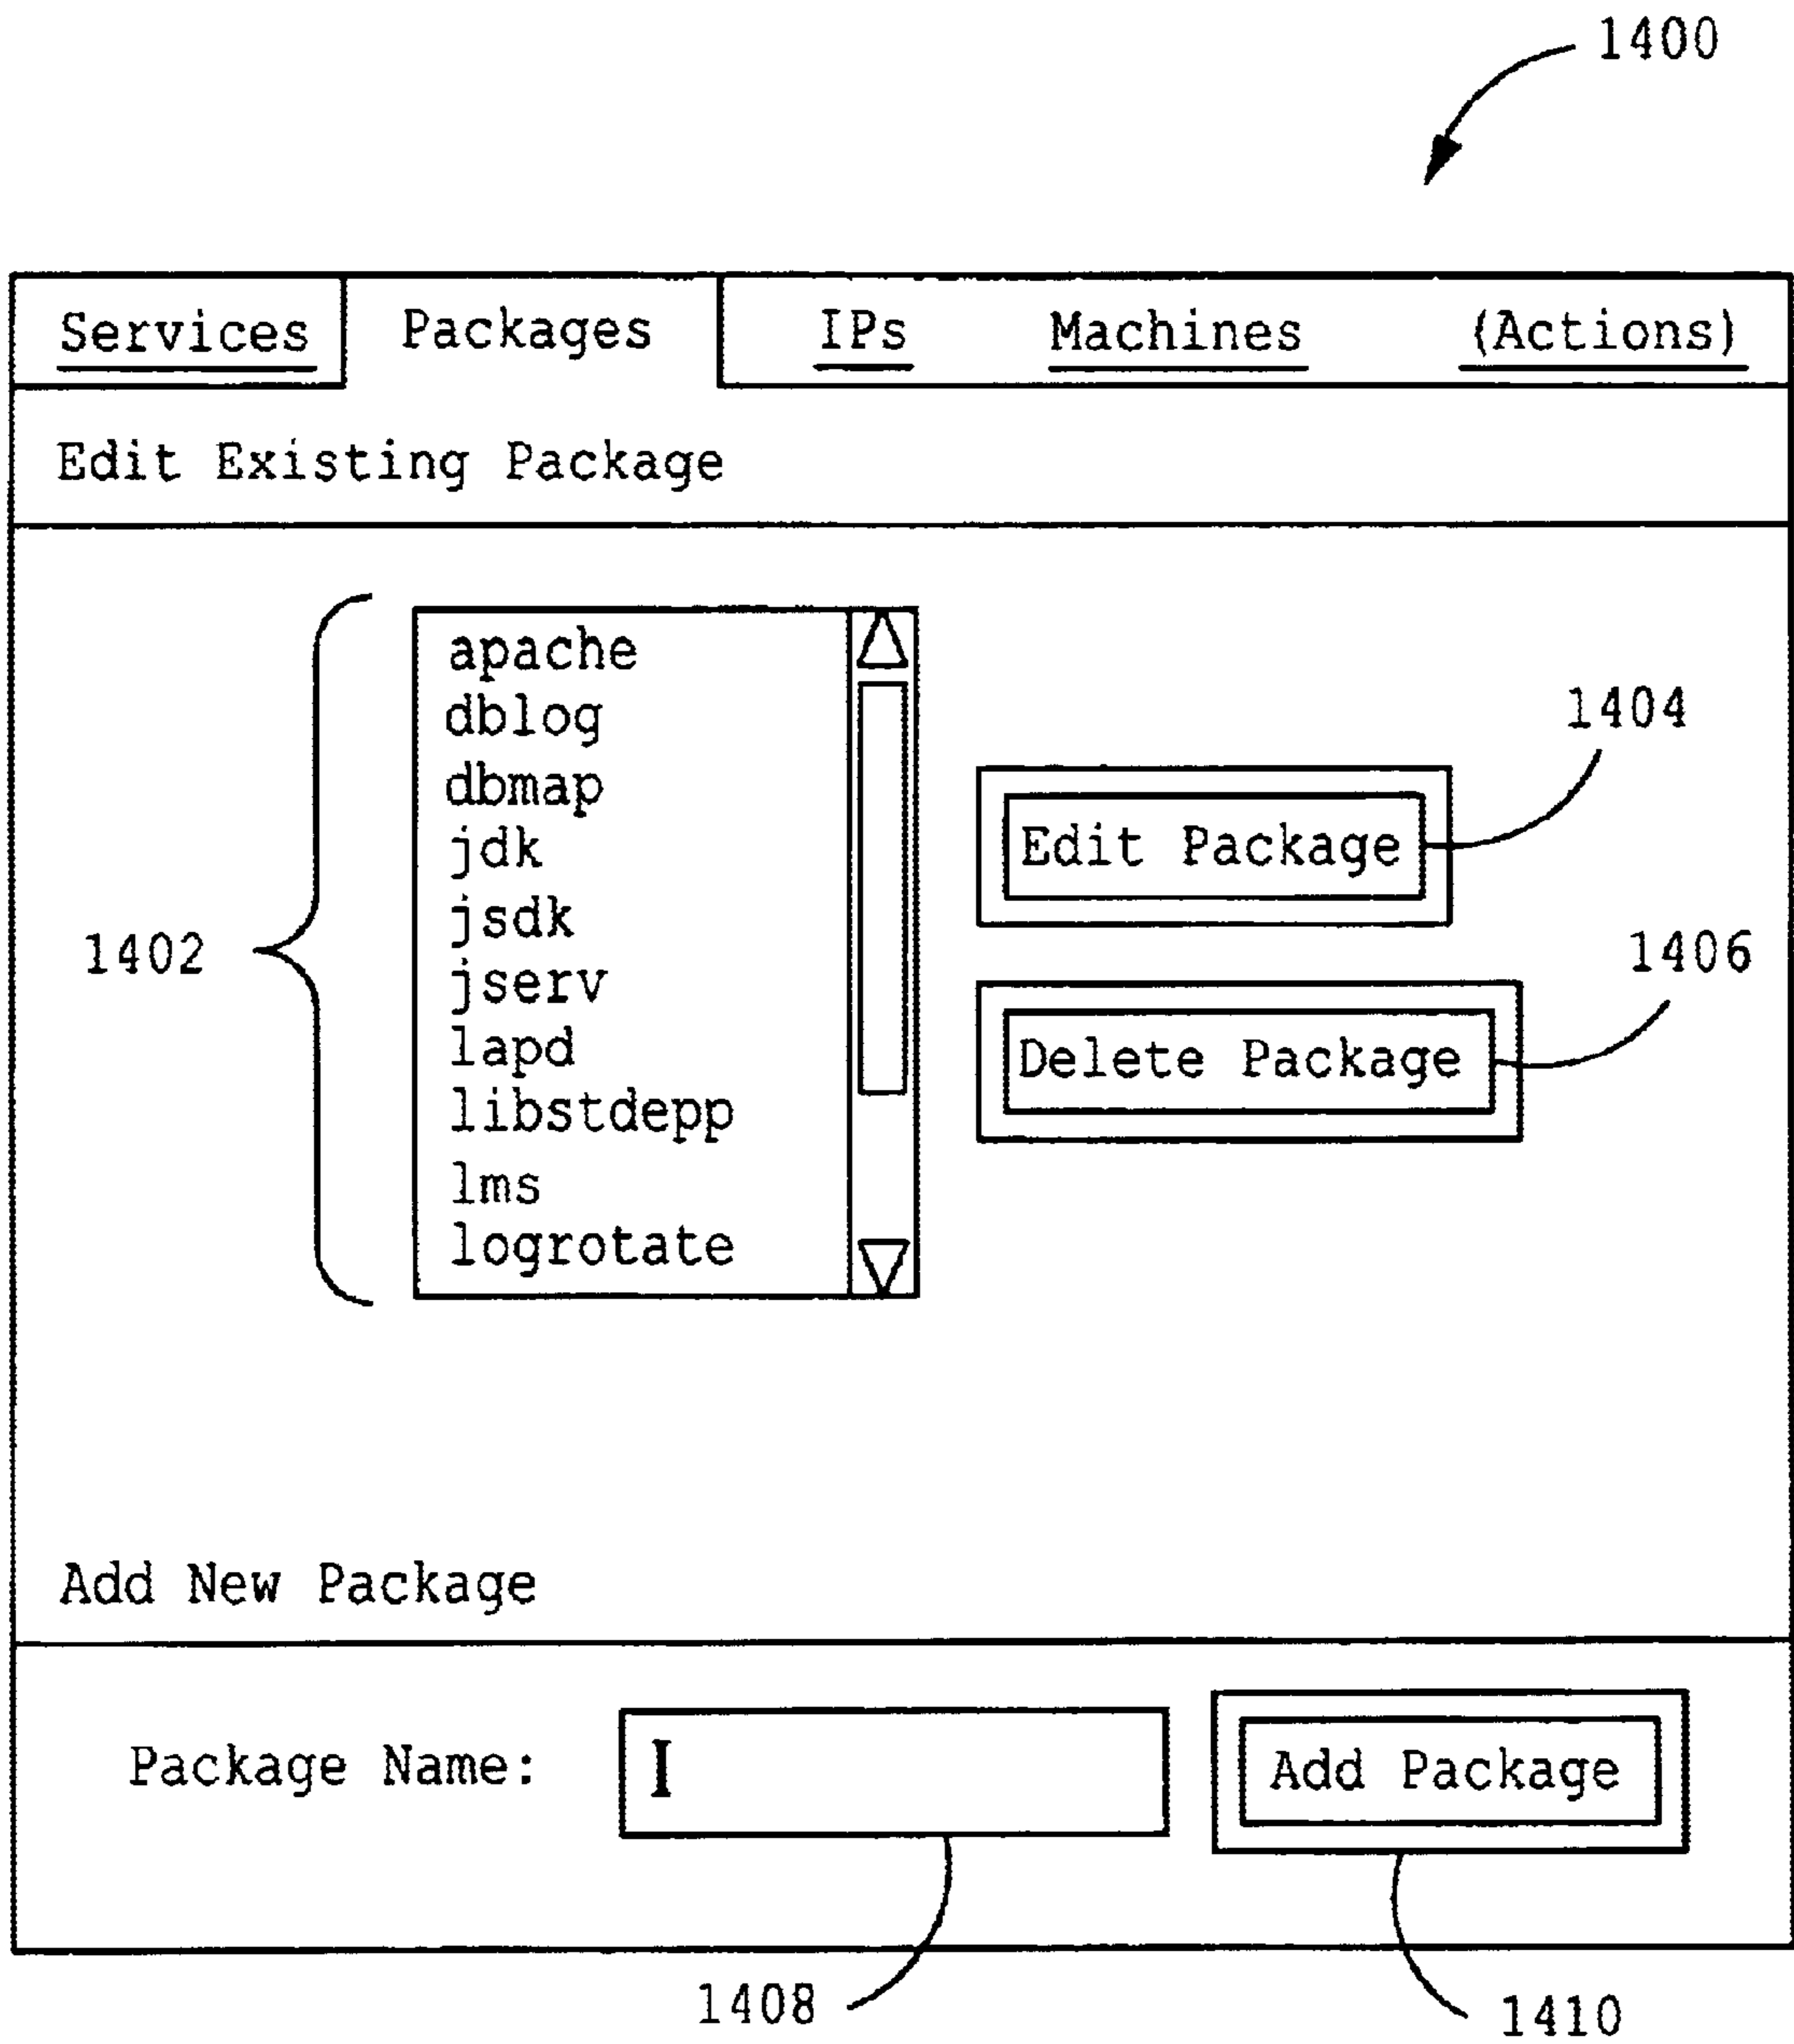 1400
Services Packages IPs Machines (Actions)
Edit Existing Package
apache
dblog
dbmap
jdk
jsdk
jserv
lapd
libstdepp
lms
logrotate
1402
1404
Edit Package
1406
Delete Package
Add New Package
Package Name: Add Package
1408
1410